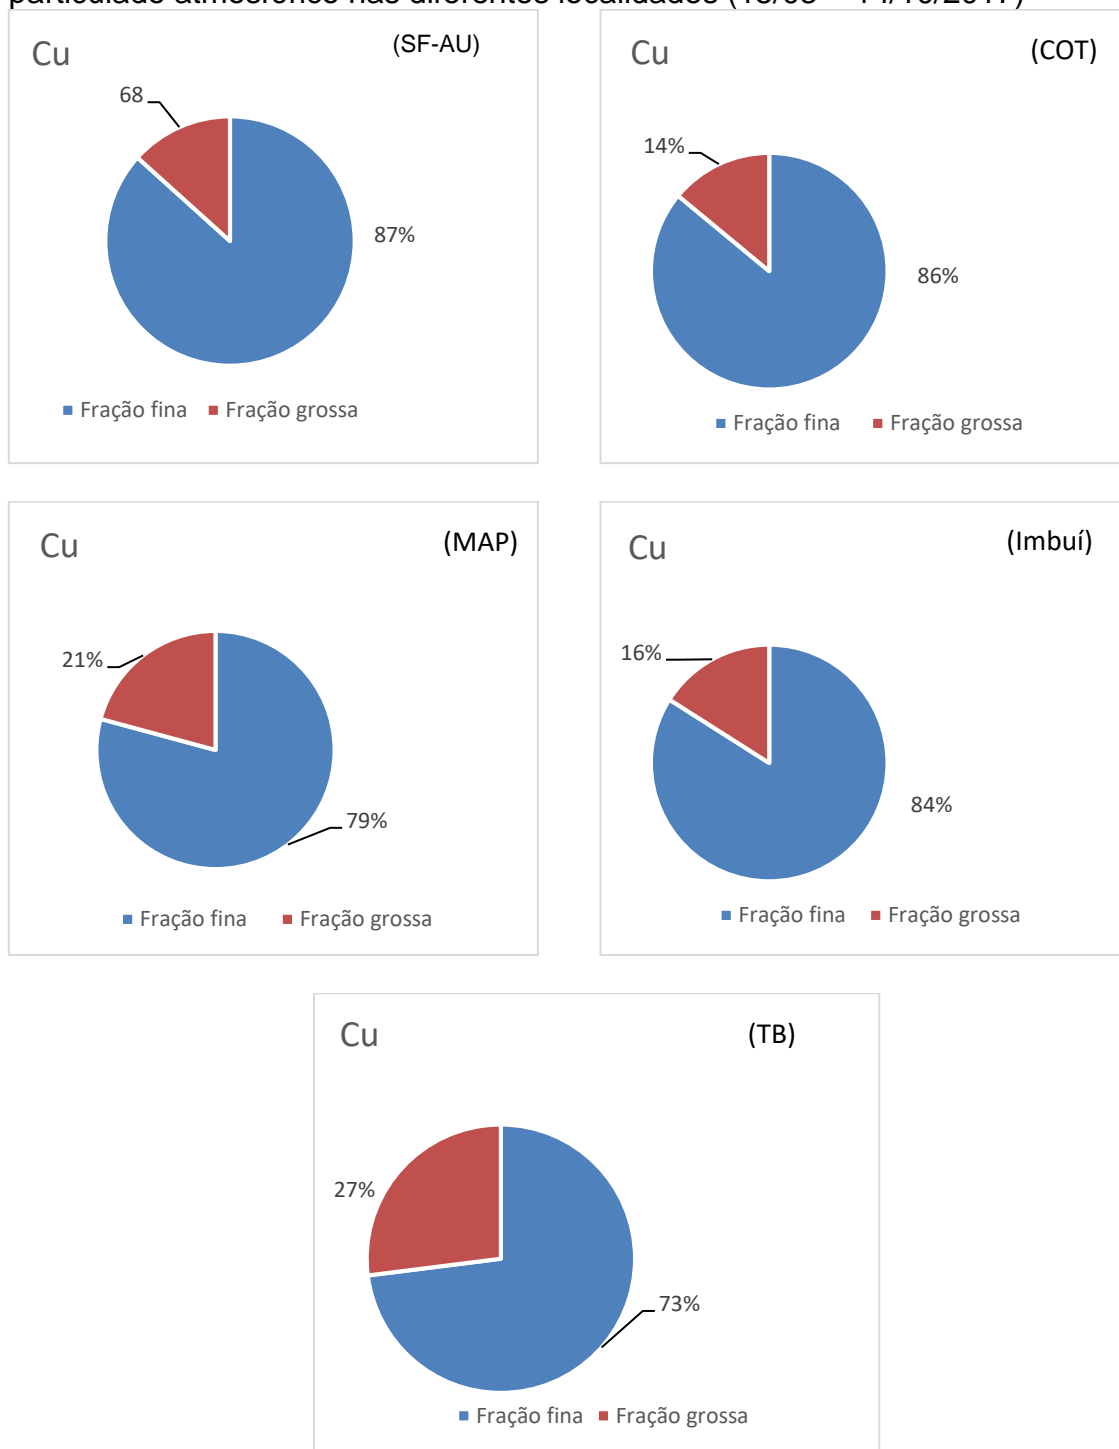 Cu
(SF-AU)
68
87%
Fração fina
Fração grossa
Cu
(COT)
14%
86%
Fração fina
Fração grossa
Cu
(MAP)
21%
79%
Fração fina
Fração grossa
Cu
(Imbuí)
16%
84%
Fração fina
Fração grossa
Cu
(TB)
27%
73%
Fração fina
Fração grossa